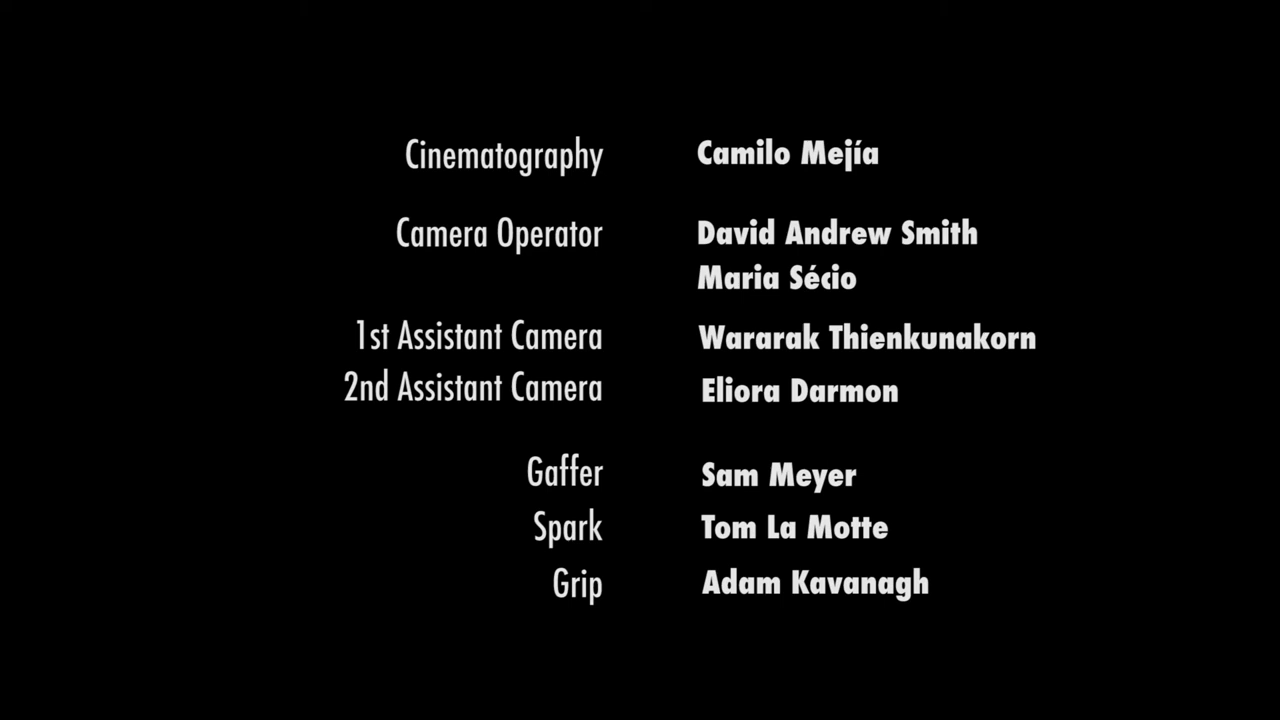 Cinematography Camilo Mejía
Camera Operator David Andrew Smith
Maria Sécio
1st Assistant Camera Wararak Thienkunakorn
2nd Assistant Camera Eliora Darmon
Gaffer Sam Meyer
Spark Tom La Motte
Grip Adam Kavanagh